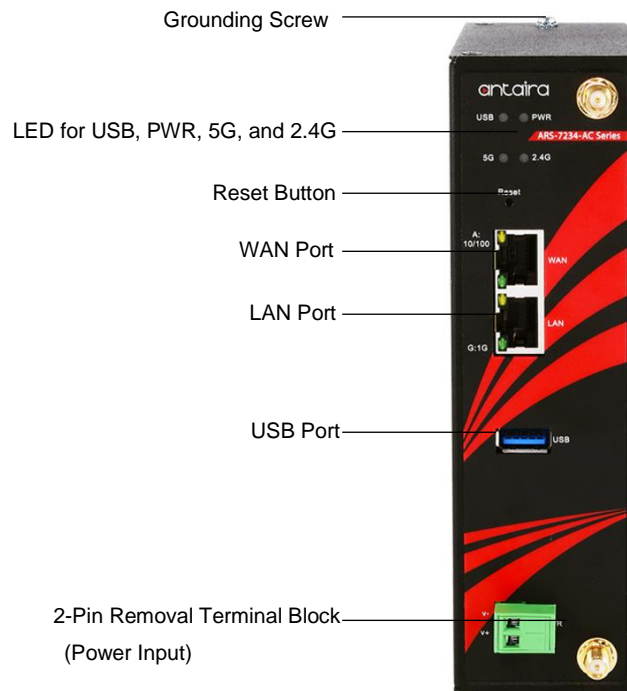 Grounding Screw
antaira
USB PWR
LED for USB, PWR, 5G, and 2.4G
ARS-7234-AC Series
5G 2.4G
Reset Button
Reset
A:
10/100
WAN Port
WAN
LAN Port
LAN
G:1G
USB Port
USB
2-Pin Removal Terminal Block
V-
V+
(Power Input)